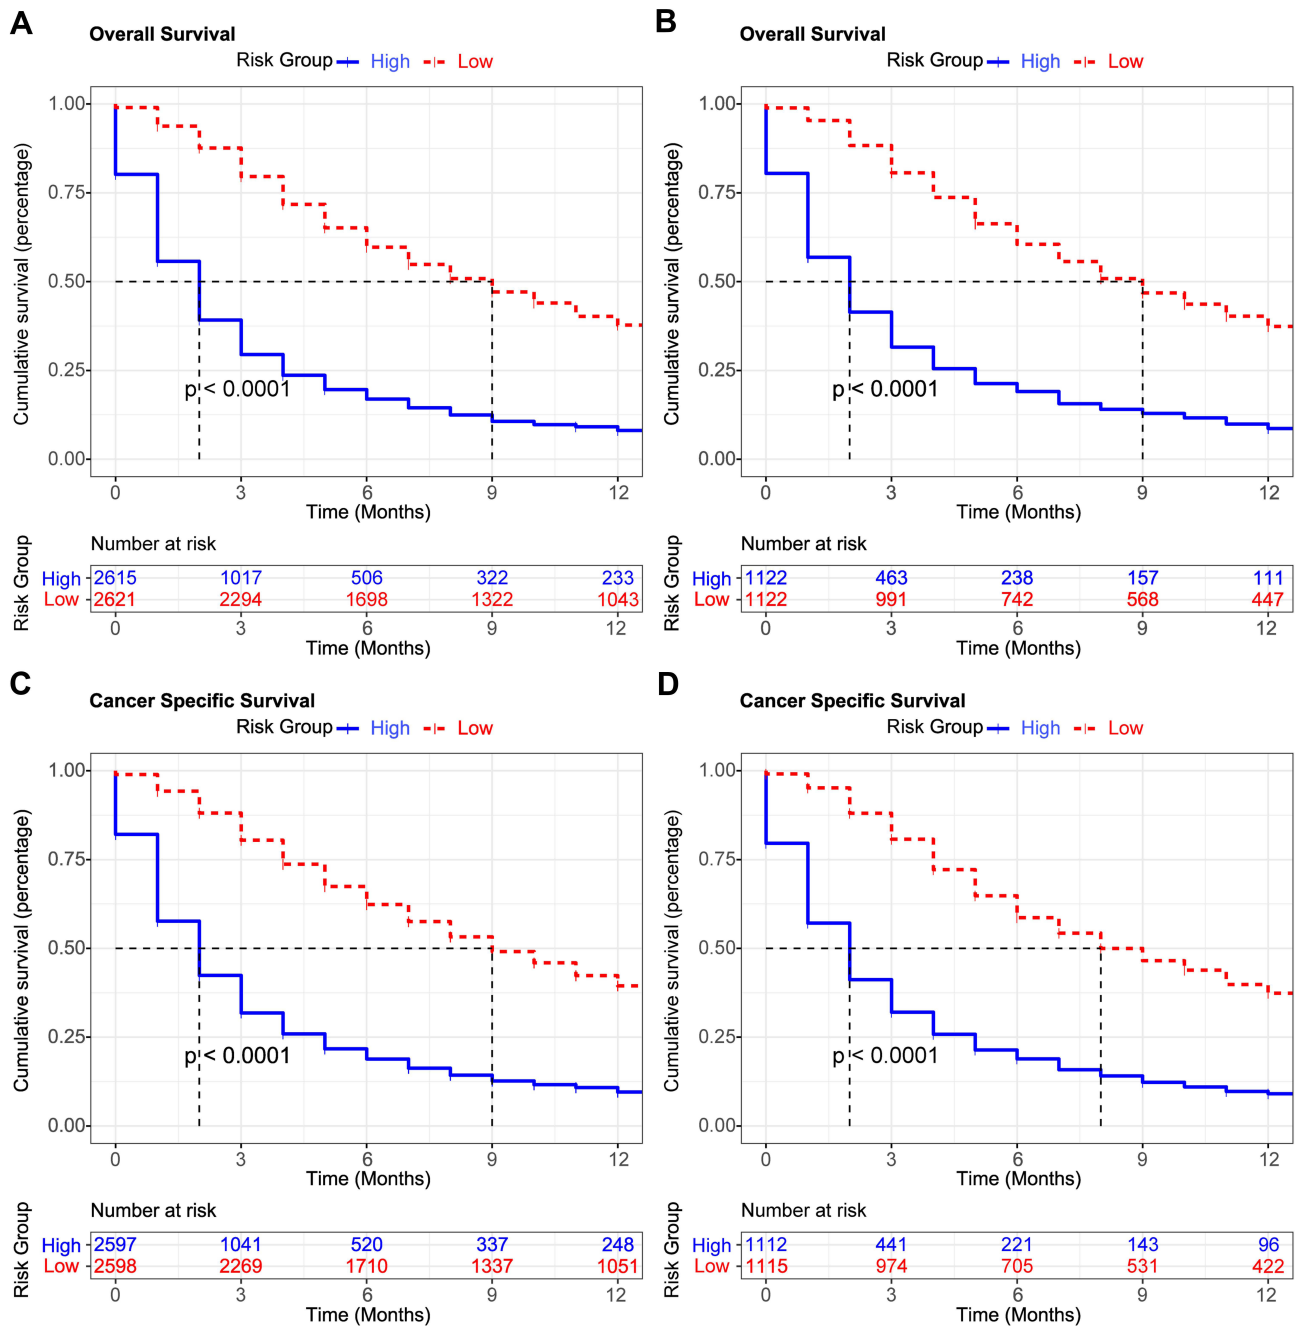 A
Overall Survival
Risk Group High Low
Cumulative survival (percentage)
1.00
0.75
0.50
0.25
0.00
p < 0.0001
0 3 6 9 12
Time (Months)
Number at risk
Risk Group
High 2615 1017 506 322 233
Low 2621 2294 1698 1322 1043
0 3 6 9 12
Time (Months)
B
Overall Survival
Risk Group High Low
Cumulative survival (percentage)
1.00
0.75
0.50
0.25
0.00
p < 0.0001
0 3 6 9 12
Time (Months)
Number at risk
Risk Group
High 1122 463 238 157 111
Low 1122 991 742 568 447
0 3 6 9 12
Time (Months)
C
Cancer Specific Survival
Risk Group High Low
Cumulative survival (percentage)
1.00
0.75
0.50
0.25
0.00
p < 0.0001
0 3 6 9 12
Time (Months)
Number at risk
Risk Group
High 2597 1041 520 337 248
Low 2598 2269 1710 1337 1051
0 3 6 9 12
Time (Months)
D
Cancer Specific Survival
Risk Group High Low
Cumulative survival (percentage)
1.00
0.75
0.50
0.25
0.00
p < 0.0001
0 3 6 9 12
Time (Months)
Number at risk
Risk Group
High 1112 441 221 143 96
Low 1115 974 705 531 422
0 3 6 9 12
Time (Months)